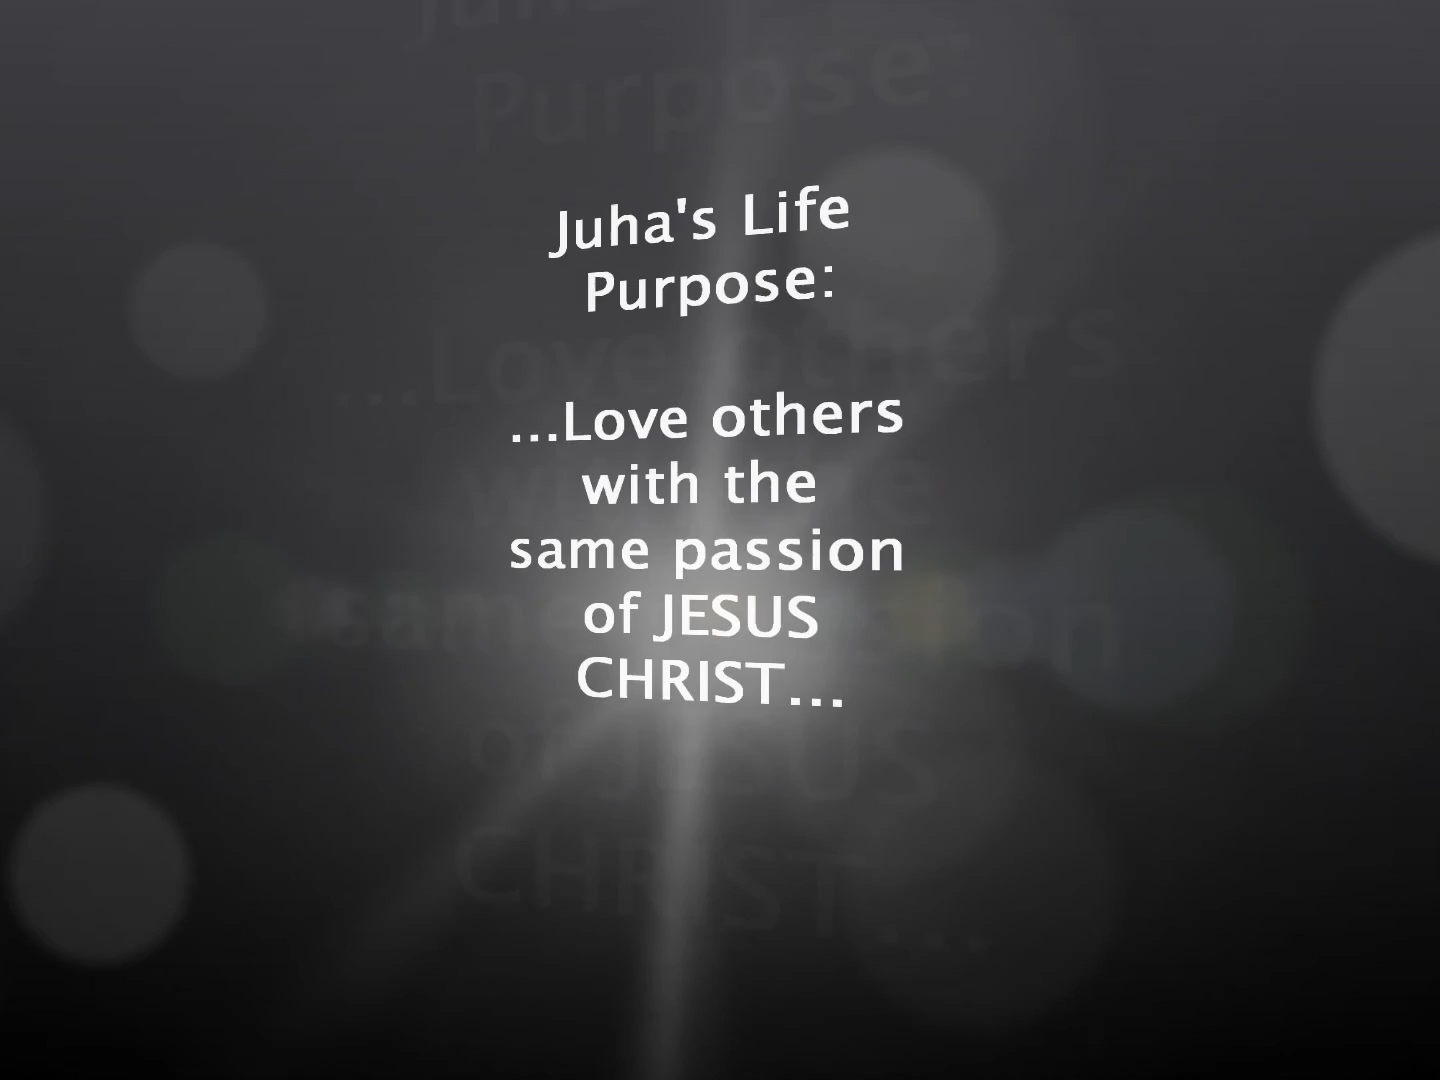 Juha's Life
Purpose:
...Love others
with the
same passion
of JESUS
CHRIST...